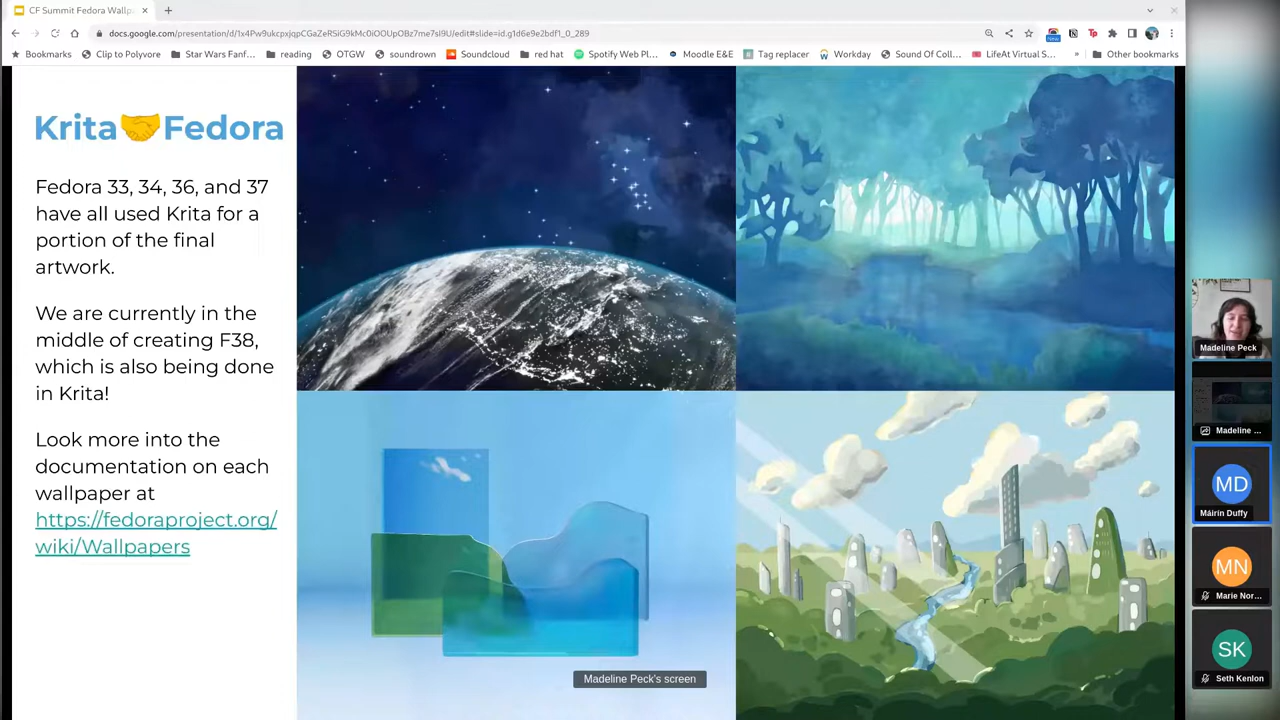 CF Summit Fedora Wallp
docs.google.com/presentation/d/1x4Pw9ukcpxjqpCGaZeRSiG9kMc0iOOUpOBz7me7sl9U/edit#slide=id.g1d6e9e2bdf1_0_289
Bookmarks
Clip to Polyvore
Star Wars Fanf...
reading
OTGW
soundrown
Soundcloud
red hat
Spotify Web Pl...
Moodle E&E
Tag replacer
Workday
Sound Of Coll...
LifeAt Virtual S...
»
Other bookmarks
Krita🤝Fedora
Fedora 33, 34, 36, and 37
have all used Krita for a
portion of the final
artwork.
We are currently in the
middle of creating F38,
which is also being done
in Krita!
Look more into the
documentation on each
wallpaper at
https://fedoraproject.org/
wiki/Wallpapers
Madeline Peck's screen
Madeline Peck
Madeline ...
MD
Máirín Duffy
MN
Marie Nor...
SK
Seth Kenlon